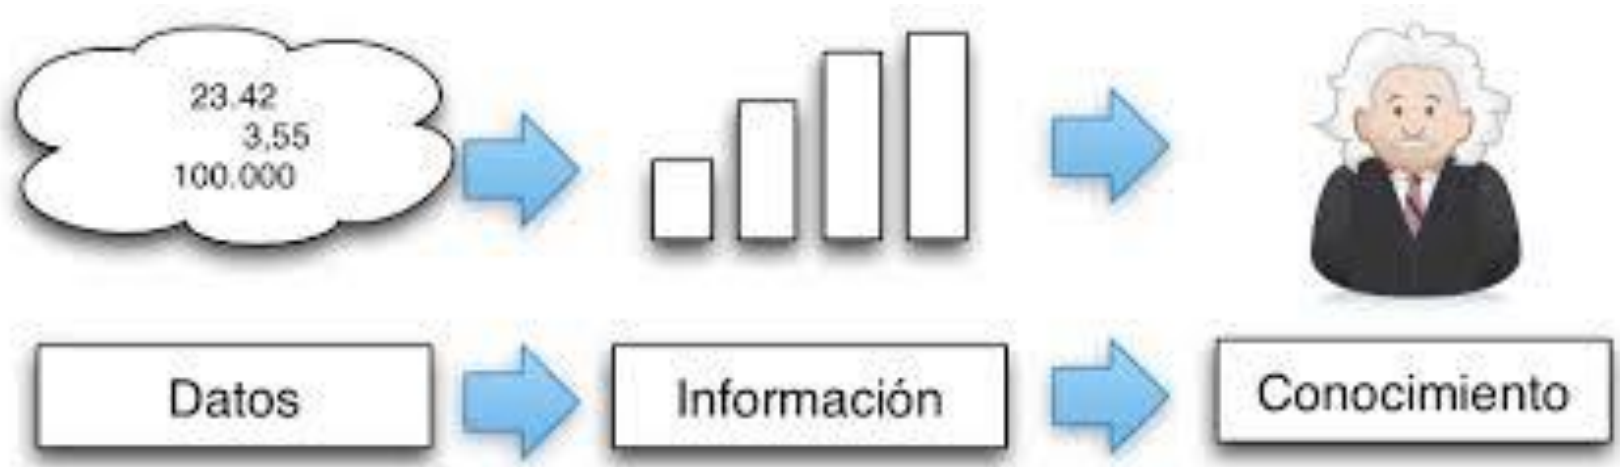 23.42
3,55
100.000
Datos
Información
Conocimiento